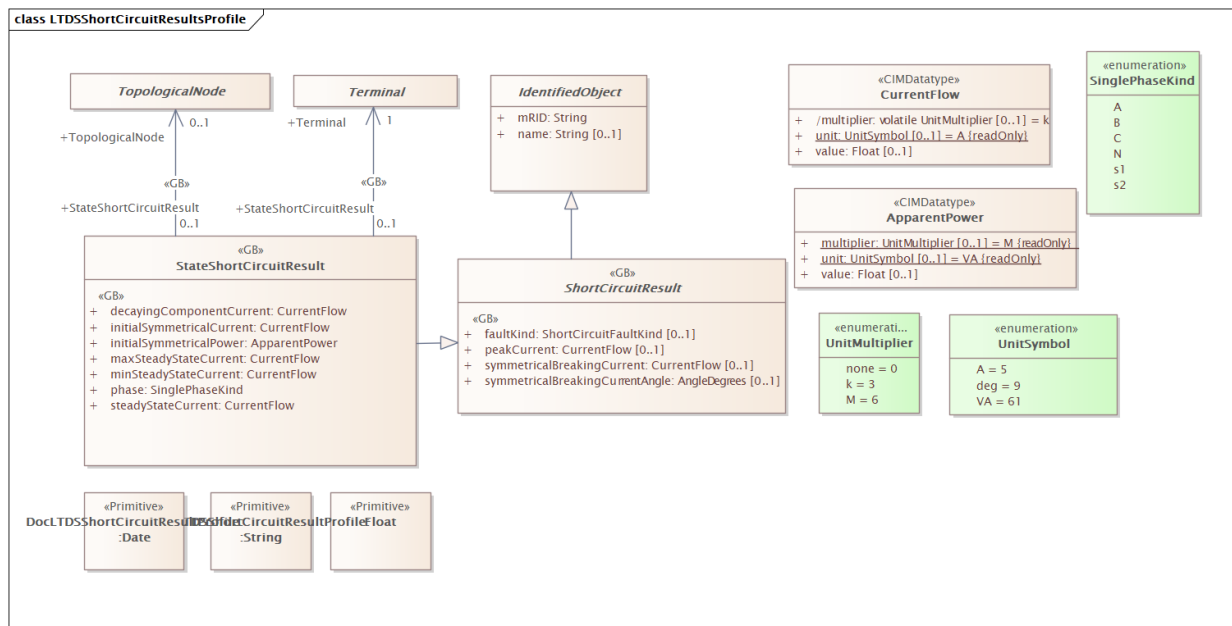 class LTDSShortCircuitResultsProfile
TopologicalNode
Terminal
0..1
+TopologicalNode
+Terminal
1
«GB»
«GB»
+StateShortCircuitResult
+StateShortCircuitResult
0..1
0..1
IdentifiedObject
+ mRID: String
+ name: String [0..1]
«CIMDatatype»
CurrentFlow
+ /multiplier: volatile UnitMultiplier [0..1] = k
+ unit: UnitSymbol [0..1] = A {readOnly}
+ value: Float [0..1]
«enumeration»
SinglePhaseKind
A
B
C
N
s1
s2
«CIMDatatype»
ApparentPower
+ multiplier: UnitMultiplier [0..1] = M {readOnly}
+ unit: UnitSymbol [0..1] = VA {readOnly}
+ value: Float [0..1]
«GB»
StateShortCircuitResult
«GB»
+ decayingComponentCurrent: CurrentFlow
+ initialSymmetricalCurrent: CurrentFlow
+ initialSymmetricalPower: ApparentPower
+ maxSteadyStateCurrent: CurrentFlow
+ minSteadyStateCurrent: CurrentFlow
+ phase: SinglePhaseKind
+ steadyStateCurrent: CurrentFlow
«GB»
ShortCircuitResult
«GB»
+ faultKind: ShortCircuitFaultKind [0..1]
+ peakCurrent: CurrentFlow [0..1]
+ symmetricalBreakingCurrent: CurrentFlow [0..1]
+ symmetricalBreakingCurrentAngle: AngleDegrees [0..1]
«enumerati...
UnitMultiplier
none = 0
k = 3
M = 6
«enumeration»
UnitSymbol
A = 5
deg = 9
VA = 61
«Primitive»
:Date
«Primitive»
:String
«Primitive»
Float